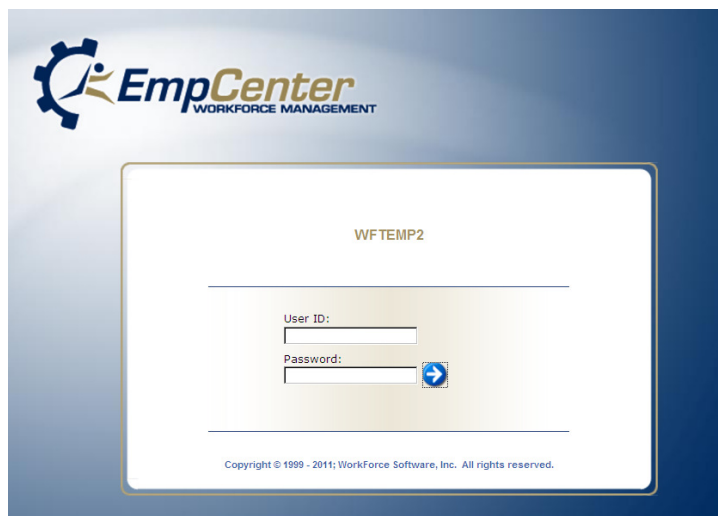 EmpCenter
WORKFORCE MANAGEMENT
WFTEMP2
User ID:
Password:
Copyright © 1999 - 2011; WorkForce Software, Inc. All rights reserved.